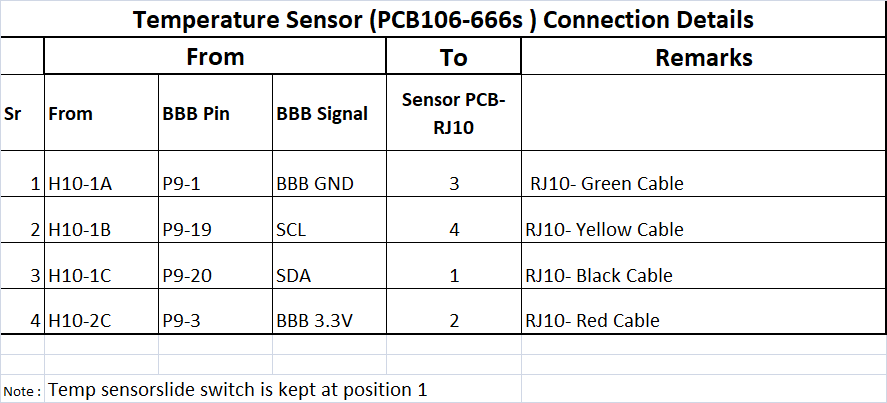 Temperature Sensor (PCB106-666s ) Connection Details
From To Remarks
Sr From BBB Pin BBB Signal Sensor PCB-
RJ10
1 H10-1A P9-1 BBB GND 3 RJ10- Green Cable
2 H10-1B P9-19 SCL 4 RJ10- Yellow Cable
3 H10-1C P9-20 SDA 1 RJ10- Black Cable
4 H10-2C P9-3 BBB 3.3V 2 RJ10- Red Cable
Note : Temp sensorslide switch is kept at position 1